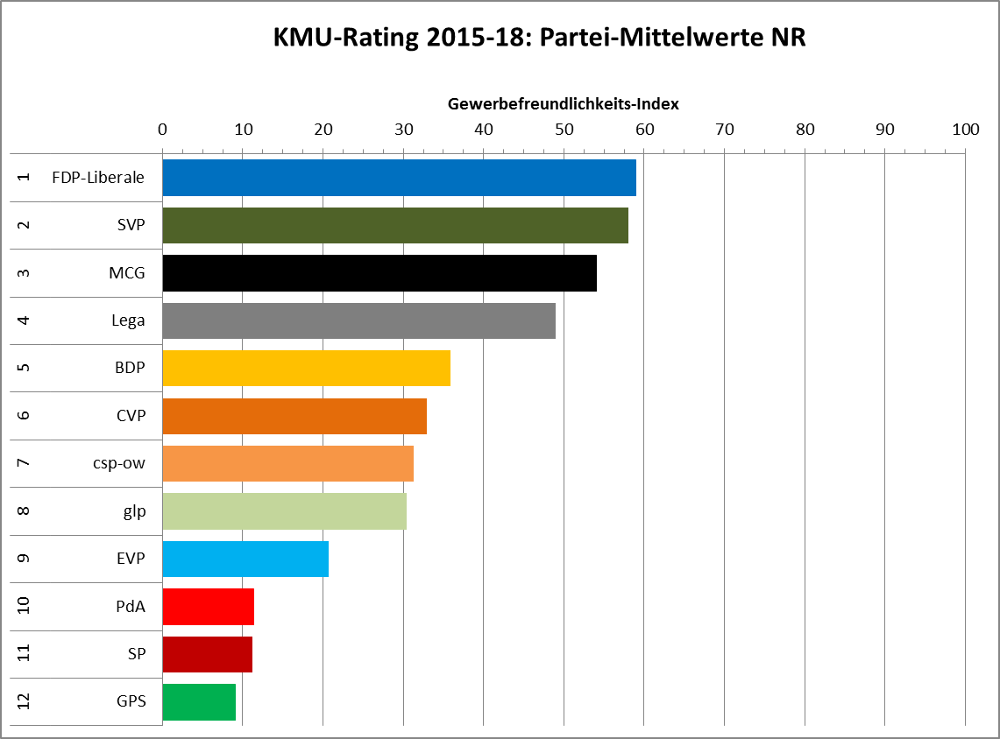 KMU-Rating 2015-18: Partei-Mittelwerte NR
Gewerbefreundlichkeits-Index
0 10 20 30 40 50 60 70 80 90 100
1 FDP-Liberale
2 SVP
3 MCG
4 Lega
5 BDP
6 CVP
7 csp-ow
8 glp
9 EVP
10 PdA
11 SP
12 GPS